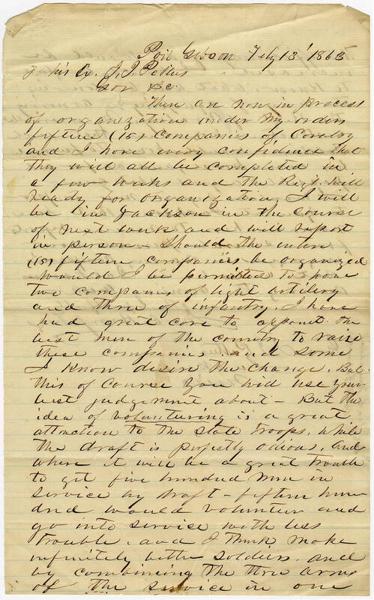 Port Gibson Feby 13' 1863
To his Ex. J. J. Pettus
Gov &c
There are now in process
of organization under my orders
fifteen (15) Companies of Cavalry
and I have every confidence that
they will all be completed in
a few weeks and the Regt. will
ready for organization, I will
be in Jackson in the course
of next week and will report
in person - Should the
(15) fifteen companies be organized
would I be permitted to
two companies of light artillery
and three of infantry. I have
had great care to appoint the
best men of the country to raise
these companies and some
I know desire the change. But
this of Course you will use your
best judgement about - But the
idea of volunteering is a great
attraction to the State troops, while
the draft is perfectly odious, and
where it will be a great trouble
to get five hundred men in
service by draft - fifteen hun
dred would volunteer and
go into service with less
trouble, and I think make
infinitely better soldiers, and
by combining the three arms
of the service in one